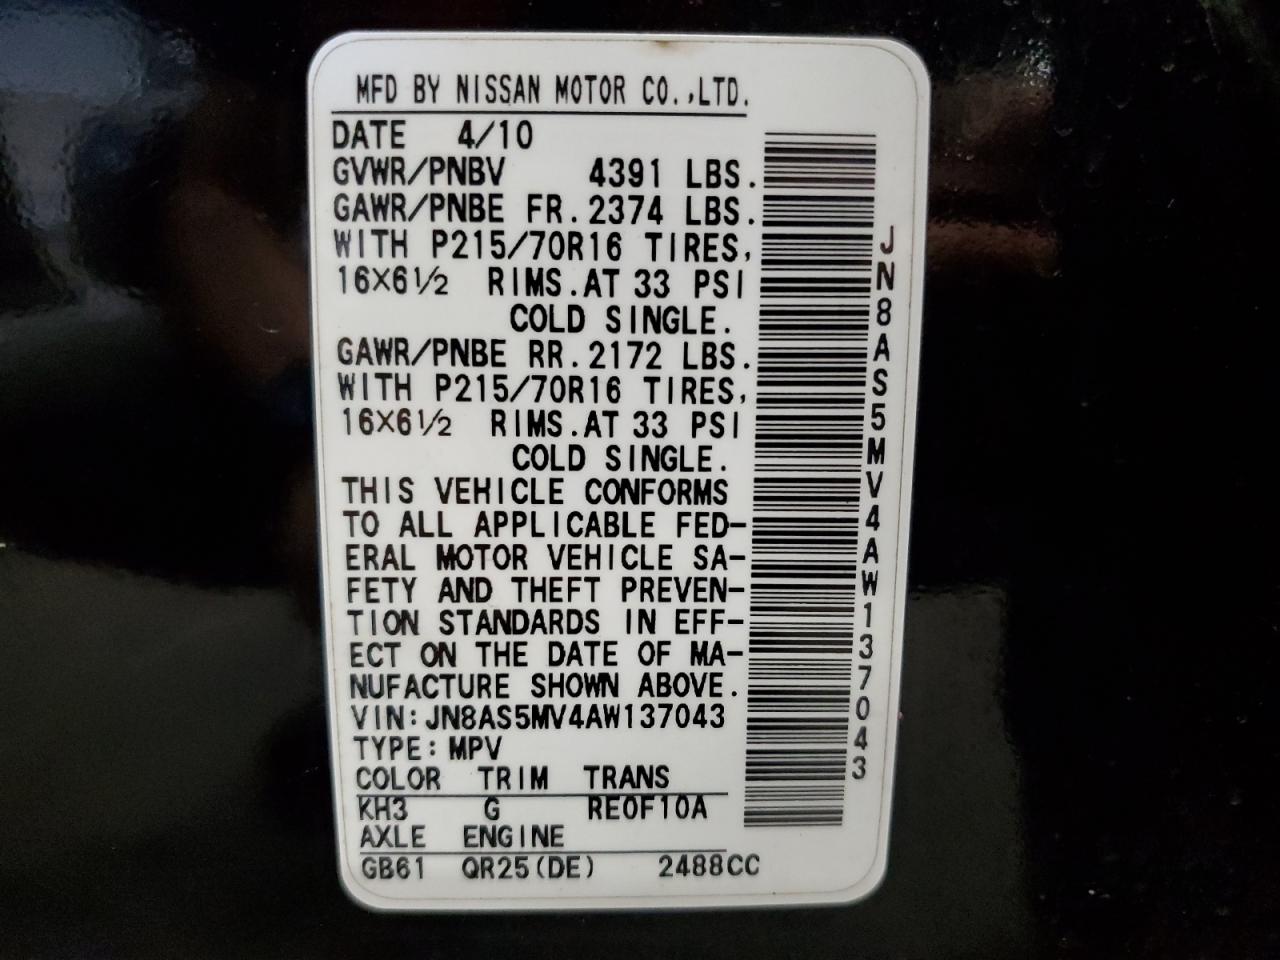 MFD BY NISSAN MOTOR CO.,LTD.
DATE 4/10
GVWR/PNBV 4391 LBS.
GAWR/PNBE FR. 2374 LBS.
WITH P215/70R16 TIRES,
16X6½ RIMS. AT 33 PSI
COLD SINGLE.
GAWR/PNBE RR. 2172 LBS.
WITH P215/70R16 TIRES,
16X6½ RIMS. AT 33 PSI
COLD SINGLE.
THIS VEHICLE CONFORMS
TO ALL APPLICABLE FED-
ERAL MOTOR VEHICLE SA-
FETY AND THEFT PREVEN-
TION STANDARDS IN EFF-
ECT ON THE DATE OF MA-
NUFACTURE SHOWN ABOVE.
VIN: JN8AS5MV4AW137043
TYPE: MPV
COLOR TRIM TRANS
KH3 G RE0F10A
AXLE ENGINE
GB61 QR25(DE) 2488CC
JN8AS5MV4AW137043